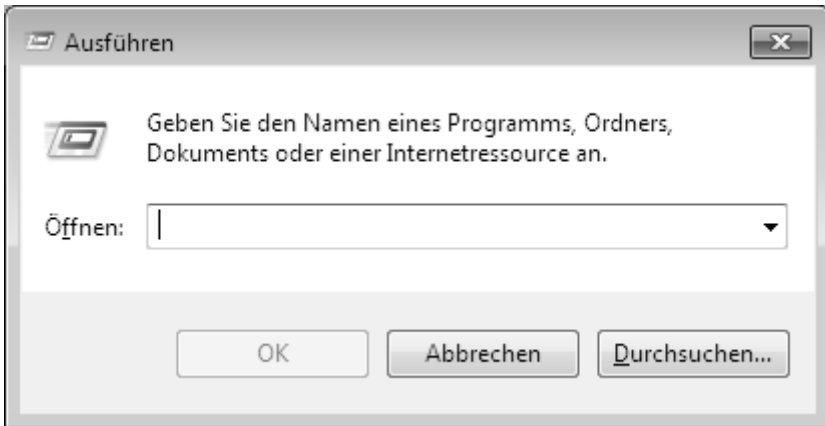 Ausführen
Geben Sie den Namen eines Programms, Ordners,
Dokuments oder einer Internetressource an.
Öffnen:
OK Abbrechen Durchsuchen...